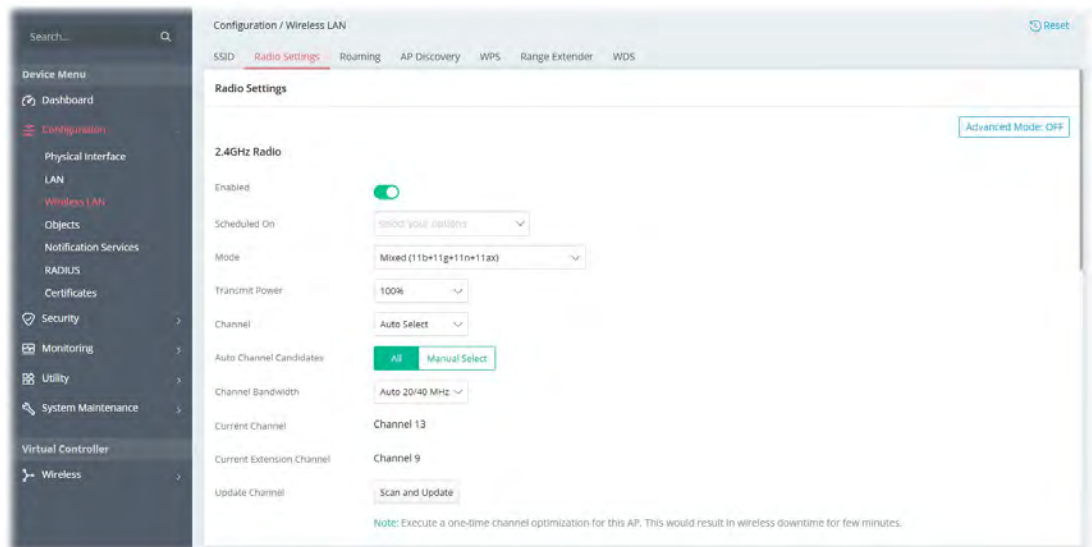 Search...
Device Menu
Dashboard
Configuration
Physical Interface
LAN
Wireless LAN
Objects
Notification Services
RADIUS
Certificates
Security
Monitoring
Utility
System Maintenance
Virtual Controller
Wireless
Configuration / Wireless LAN
Reset
SSID Radio Settings Roaming AP Discovery WPS Range Extender WDS
Radio Settings
Advanced Mode: OFF
2.4GHz Radio
Enabled
Scheduled On select your options
Mode Mixed (11b+11g+11n+11ax)
Transmit Power 100%
Channel Auto Select
Auto Channel Candidates All Manual Select
Channel Bandwidth Auto 20/40 MHz
Current Channel Channel 13
Current Extension Channel Channel 9
Update Channel Scan and Update
Note: Execute a one-time channel optimization for this AP. This would result in wireless downtime for few minutes.